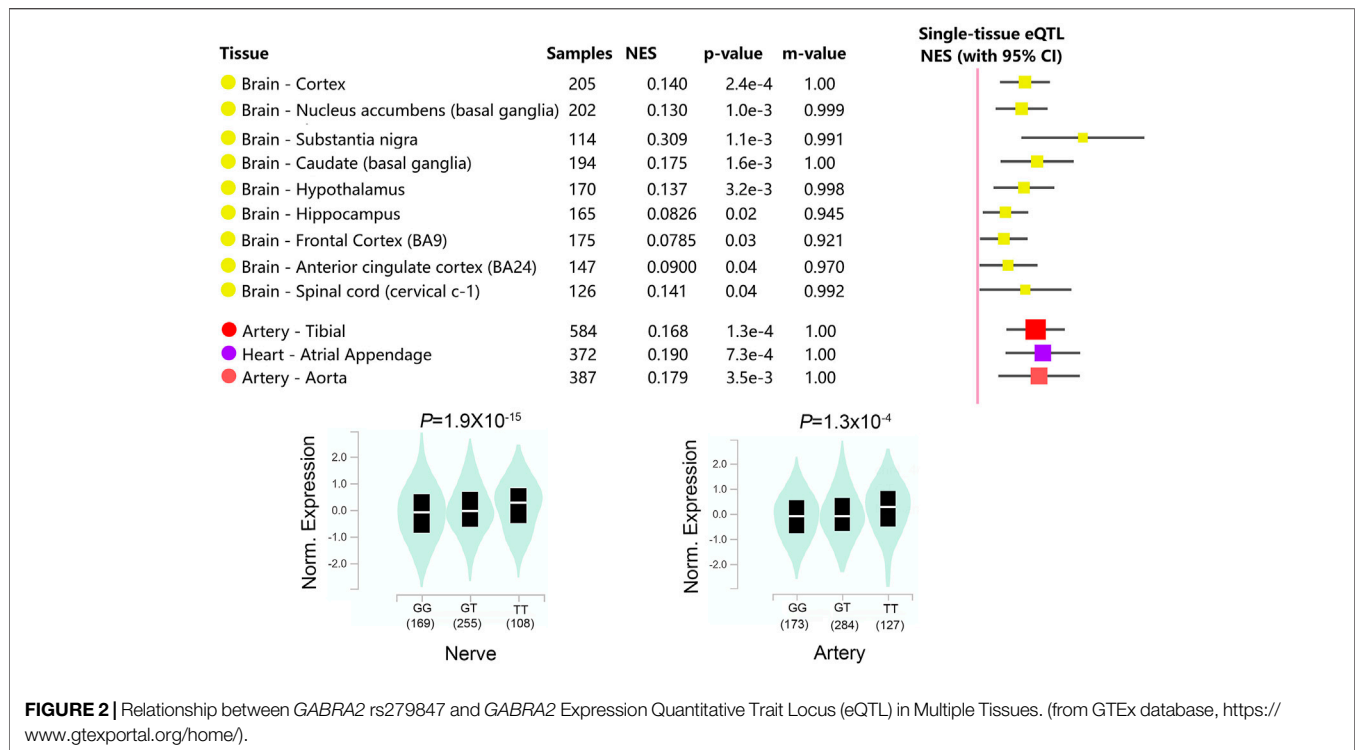 Single-tissue eQTL
Tissue Samples NES p-value m-value NES (with 95% CI)
Brain - Cortex 205 0.140 2.4e-4 1.00
Brain - Nucleus accumbens (basal ganglia) 202 0.130 1.0e-3 0.999
Brain - Substantia nigra 114 0.309 1.1e-3 0.991
Brain - Caudate (basal ganglia) 194 0.175 1.6e-3 1.00
Brain - Hypothalamus 170 0.137 3.2e-3 0.998
Brain - Hippocampus 165 0.0826 0.02 0.945
Brain - Frontal Cortex (BA9) 175 0.0785 0.03 0.921
Brain - Anterior cingulate cortex (BA24) 147 0.0900 0.04 0.970
Brain - Spinal cord (cervical c-1) 126 0.141 0.04 0.992
Artery - Tibial 584 0.168 1.3e-4 1.00
Heart - Atrial Appendage 372 0.190 7.3e-4 1.00
Artery - Aorta 387 0.179 3.5e-3 1.00
P=1.9X10-15
Norm. Expression
2.0
1.0
0.0
-1.0
-2.0
GG GT TT
(169) (255) (108)
Nerve
P=1.3x10-4
Norm. Expression
2.0
1.0
0.0
-1.0
-2.0
GG GT TT
(173) (284) (127)
Artery
FIGURE 2 | Relationship between GABRA2 rs279847 and GABRA2 Expression Quantitative Trait Locus (eQTL) in Multiple Tissues. (from GTEx database, https://
www.gtexportal.org/home/).